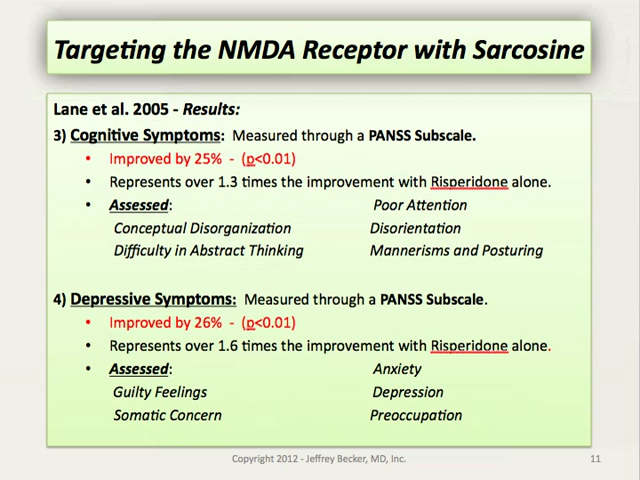 Targeting the NMDA Receptor with Sarcosine
Lane et al. 2005 - Results:
3) Cognitive Symptoms: Measured through a PANSS Subscale.
• Improved by 25% - (p<0.01)
• Represents over 1.3 times the improvement with Risperidone alone.
• Assessed: Poor Attention
Conceptual Disorganization Disorientation
Difficulty in Abstract Thinking Mannerisms and Posturing
4) Depressive Symptoms: Measured through a PANSS Subscale.
• Improved by 26% - (p<0.01)
• Represents over 1.6 times the improvement with Risperidone alone.
• Assessed: Anxiety
Guilty Feelings Depression
Somatic Concern Preoccupation
Copyright 2012 - Jeffrey Becker, MD, Inc. 11